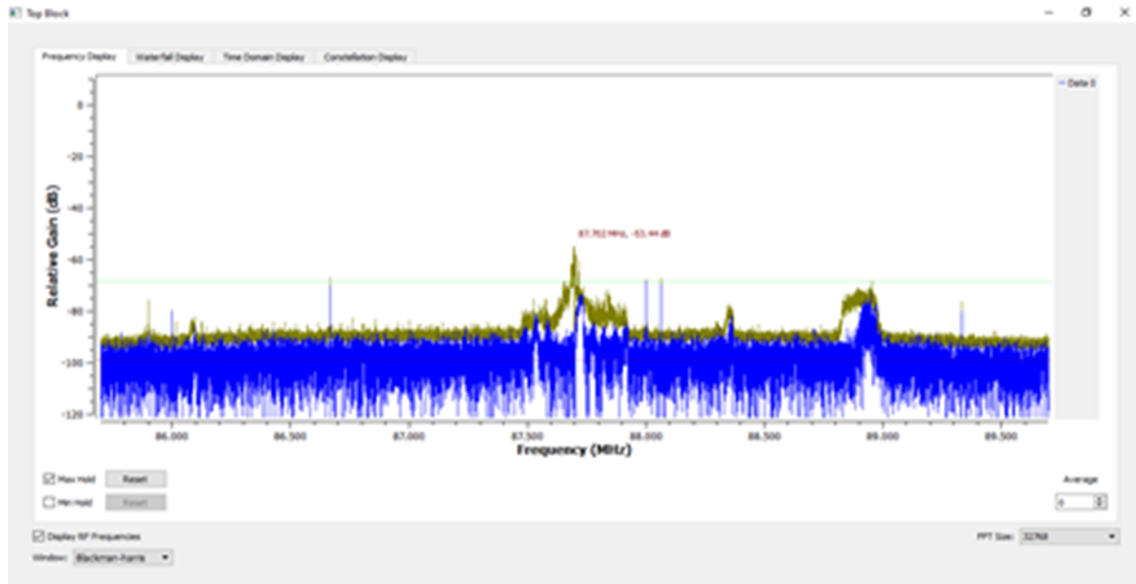 Top Block
Frequency Display Waterfall Display Time Domain Display Constellation Display
Data 0
0
-20
-40
-60
-80
-100
-120
Relative Gain (dB)
87.702 MHz, -53.44 dB
86.000 86.500 87.000 87.500 88.000 88.500 89.000 89.500
Frequency (MHz)
Max Hold Reset
Min Hold Reset
Average
0
Display RF Frequencies
FFT Size: 32768
Window: Blackman-harris